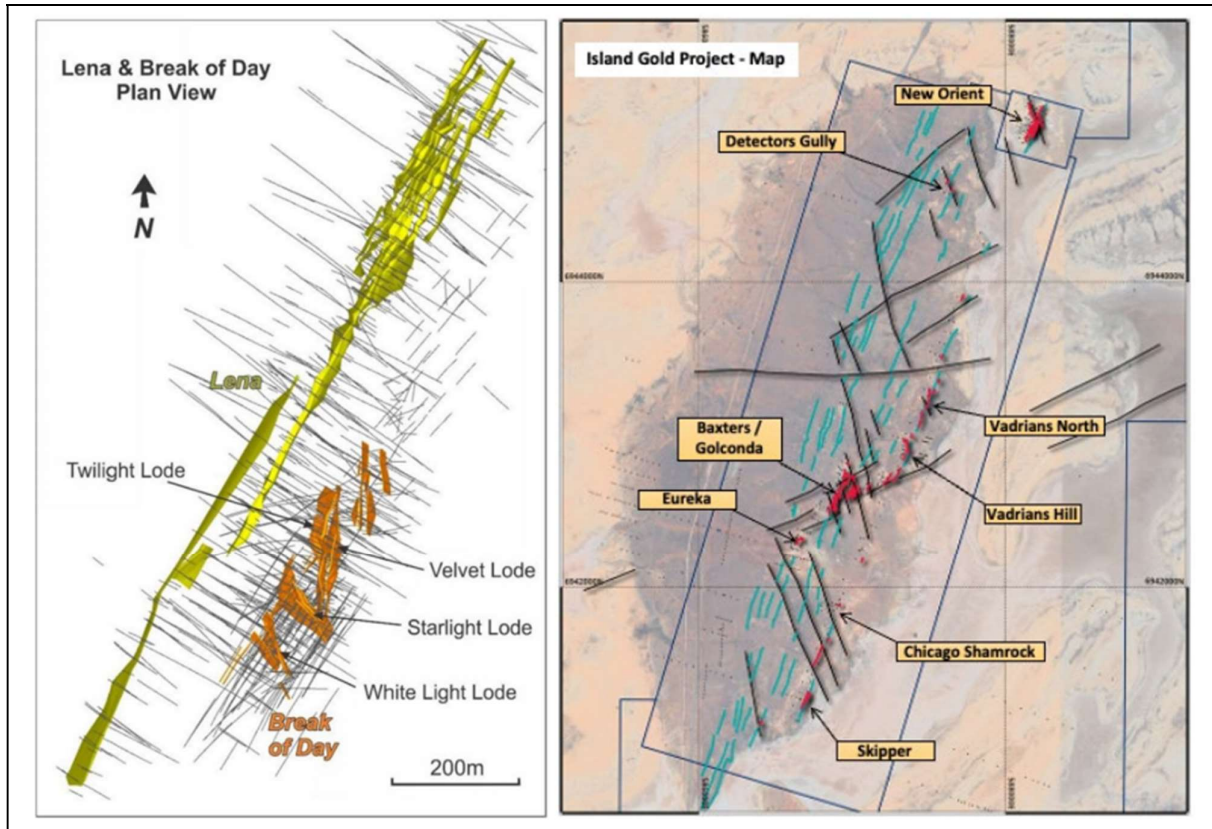 Lena & Break of Day
Plan View
N
Lena
Twilight Lode
Velvet Lode
Starlight Lode
White Light Lode
Break
of Day
200m
Island Gold Project - Map
New Orient
Detectors Gully
6944000N
6944000N
Baxters /
Golconda
Vadrians North
Eureka
Vadrians Hill
6942000N
6942000N
Chicago Shamrock
Skipper